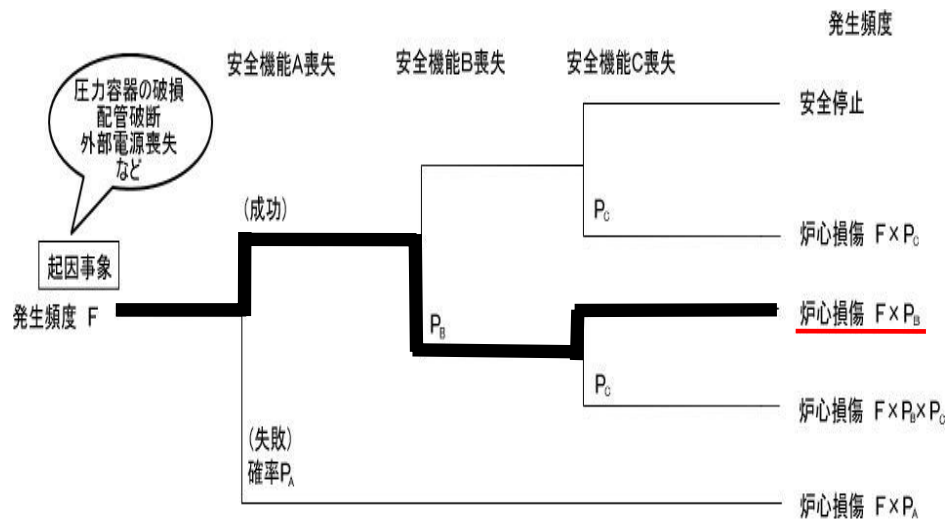 発生頻度
安全機能A喪失
安全機能B喪失
安全機能C喪失
圧力容器の破損
配管破断
外部電源喪失
など
安全停止
(成功)
P_C
炉心損傷 F×P_C
起因事象
発生頻度 F
P_B
炉心損傷 F×P_B
P_C
炉心損傷 F×P_B×P_C
(失敗)
確率P_A
炉心損傷 F×P_A